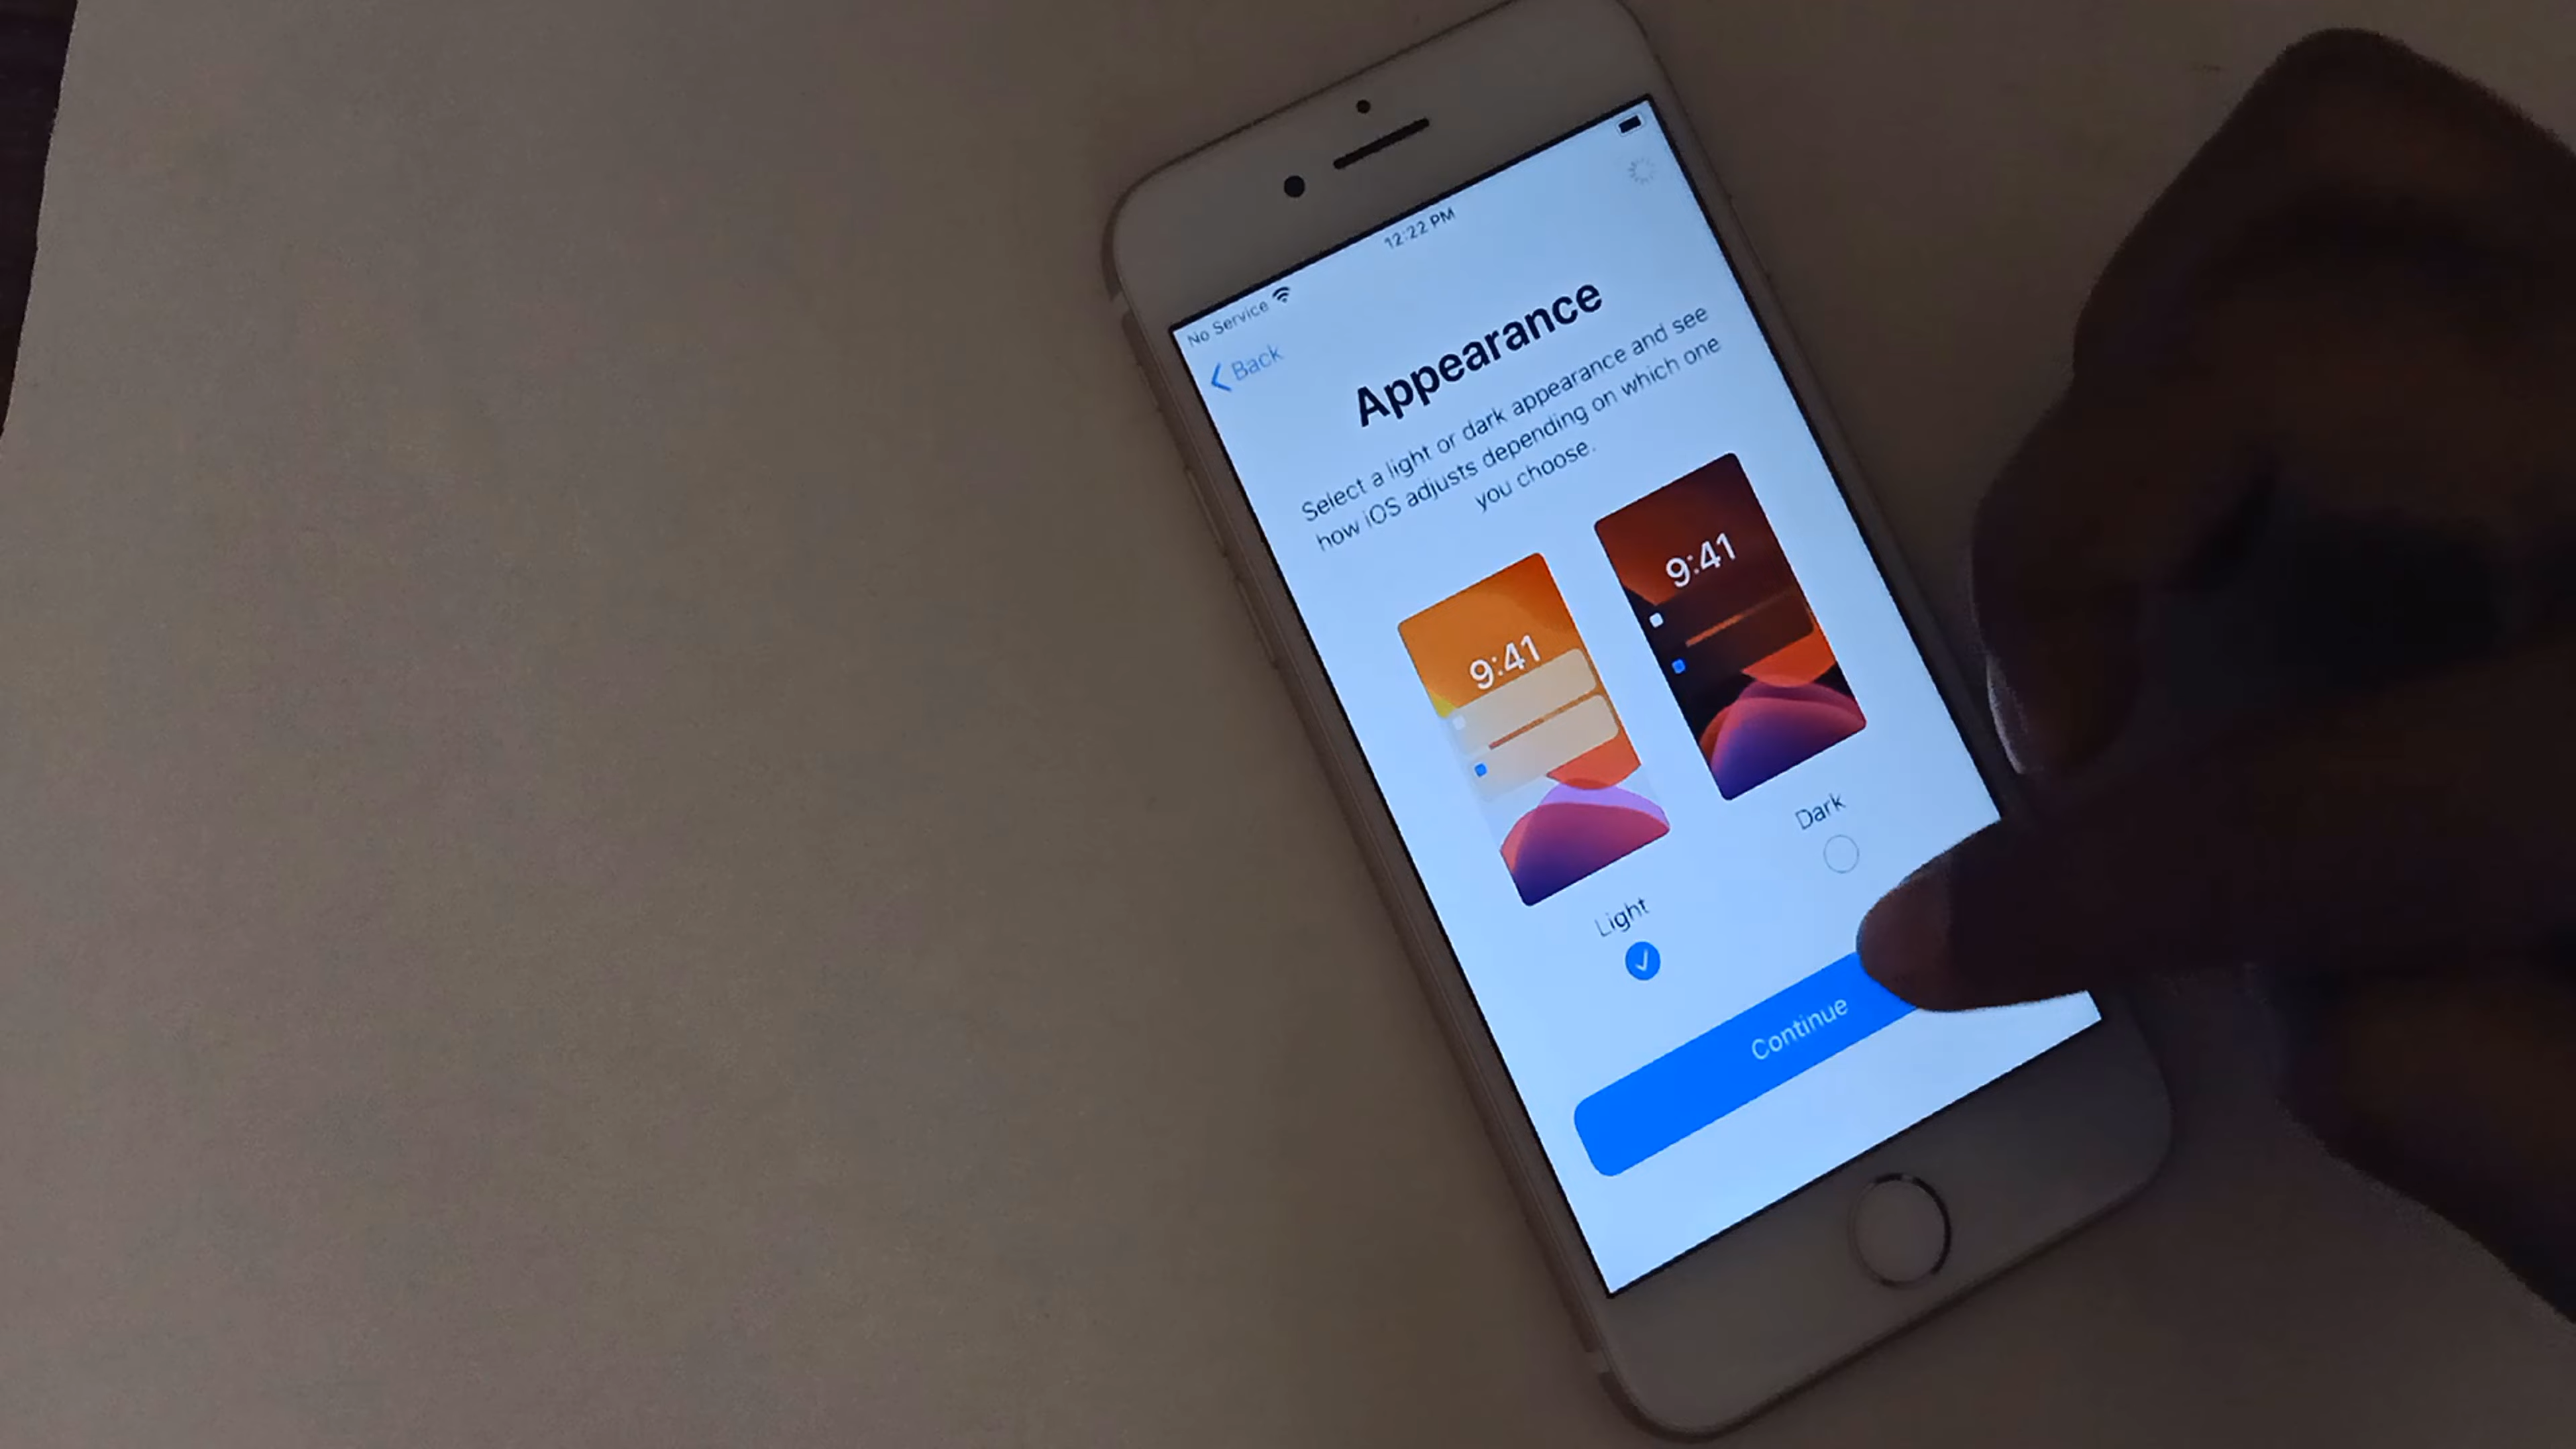 No Service
12:22 PM
Back
Appearance
Select a light or dark appearance and see
how iOS adjusts depending on which one
you choose.
9:41
9:41
Light
Dark
Continue